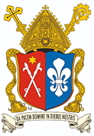 DA PACEM DOMINE IN DIEBUS NOSTRIS